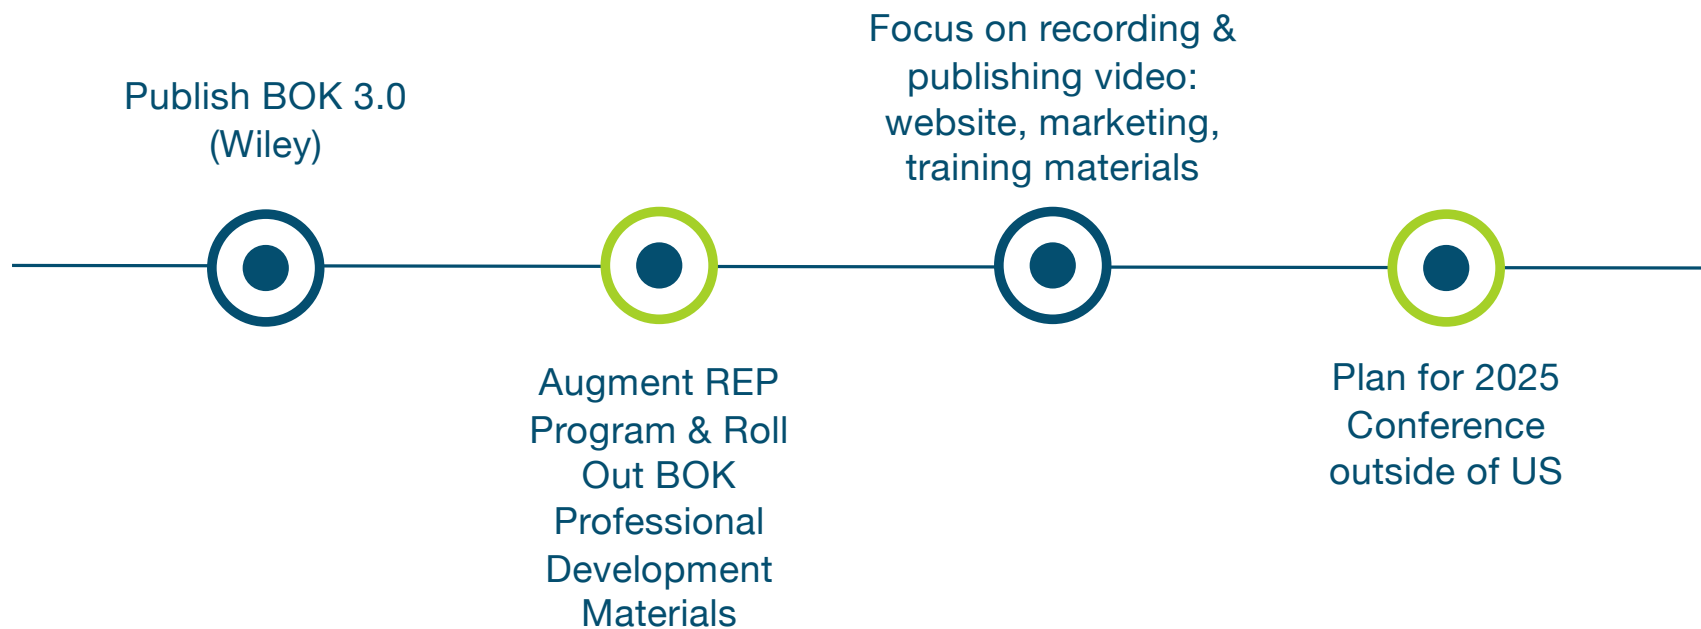 Publish BOK 3.0
(Wiley)
Augment REP
Program & Roll
Out BOK
Professional
Development
Materials
Focus on recording &
publishing video:
website, marketing,
training materials
Plan for 2025
Conference
outside of US